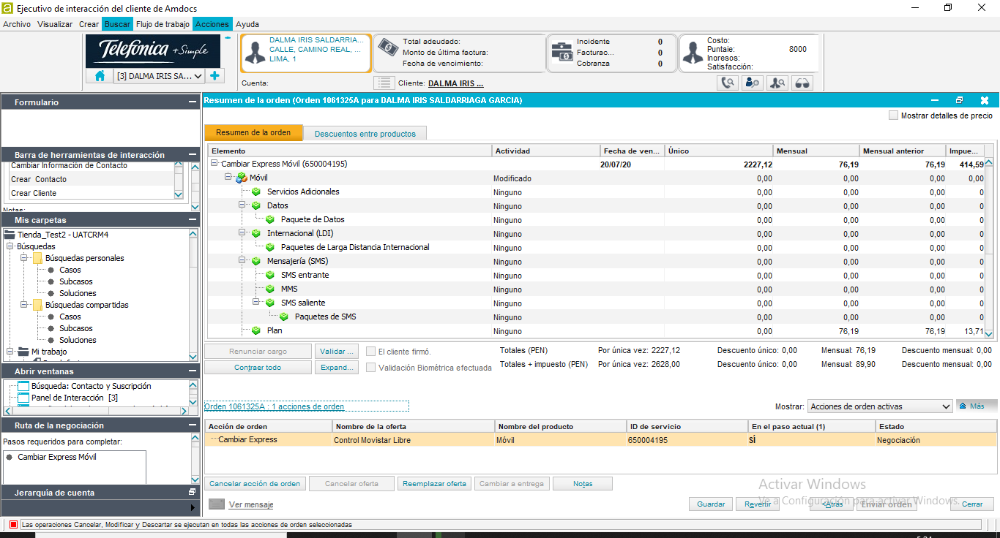 Ejecutivo de interacción del cliente de Amdocs
Archivo Visualizar Crear Buscar Flujo de trabajo Acciones Ayuda
Telefónica +Simple
[3] DALMA IRIS SA...
DALMA IRIS SALDARRIA...
CALLE, CAMINO REAL, ...
LIMA, 1
Total adeudado:
Monto de última factura:
Fecha de vencimiento:
Incidente 0
Facturac... 0
Cobranza 0
Costo:
Puntaie: 8000
Ingresos:
Satisfacción:
Cuenta:
Cliente: DALMA IRIS ...
Formulario
Barra de herramientas de interacción
Cambiar Información de Contacto
Crear Contacto
Crear Cliente
Notas:
Mis carpetas
Tienda_Test2 - UATCRM4
Búsquedas
Búsquedas personales
Casos
Subcasos
Soluciones
Búsquedas compartidas
Casos
Subcasos
Soluciones
Mi trabajo
Abrir ventanas
Búsqueda: Contacto y Suscripción
Panel de Interacción [3]
Ruta de la negociación
Pasos requeridos para completar:
Cambiar Express Móvil
Jerarquía de cuenta
Resumen de la orden (Orden 1061325A para DALMA IRIS SALDARRIAGA GARCIA)
Mostrar detalles de precio
Resumen de la orden Descuentos entre productos
Elemento Actividad Fecha de ven... Único Mensual Mensual anterior Impue...
Cambiar Express Móvil (650004195) 20/07/20 2227,12 76,19 76,19 414,59
Móvil Modificado 0,00 0,00 0,00 0,00
Servicios Adicionales Ninguno 0,00 0,00 0,00 0
Datos Ninguno 0,00 0,00 0,00 0
Paquete de Datos Ninguno 0,00 0,00 0,00 0
Internacional (LDI) Ninguno 0,00 0,00 0,00 0
Paquetes de Larga Distancia Internacional Ninguno 0,00 0,00 0,00 0
Mensajería (SMS) Ninguno 0,00 0,00 0,00 0
SMS entrante Ninguno 0,00 0,00 0,00 0
MMS Ninguno 0,00 0,00 0,00 0
SMS saliente Ninguno 0,00 0,00 0,00 0
Paquetes de SMS Ninguno 0,00 0,00 0,00 0
Plan Ninguno 0,00 76,19 76,19 13,71
Renunciar cargo Validar ... El cliente firmó. Totales (PEN) Por única vez: 2227,12 Descuento único: 0,00 Mensual: 76,19 Descuento mensual: 0,00
Contraer todo Expand... Validación Biométrica efectuada Totales + impuesto (PEN) Por única vez: 2628,00 Descuento único: 0,00 Mensual: 89,90 Descuento mensual: 0,00
Orden 1061325A : 1 acciones de orden Mostrar: Acciones de orden activas Más
Acción de orden Nombre de la oferta Nombre del producto ID de servicio En el paso actual (1) Estado
Cambiar Express Control Movistar Libre Móvil 650004195 SÍ Negociación
Cancelar acción de orden Cancelar oferta Reemplazar oferta Cambiar a entrega Notas
Activar Windows
Ve a Configuración para activar Windows.
Ver mensaje Guardar Revertir <Atrás Enviar orden Cerrar
Las operaciones Cancelar, Modificar y Descartar se ejecutan en todas las acciones de orden seleccionadas